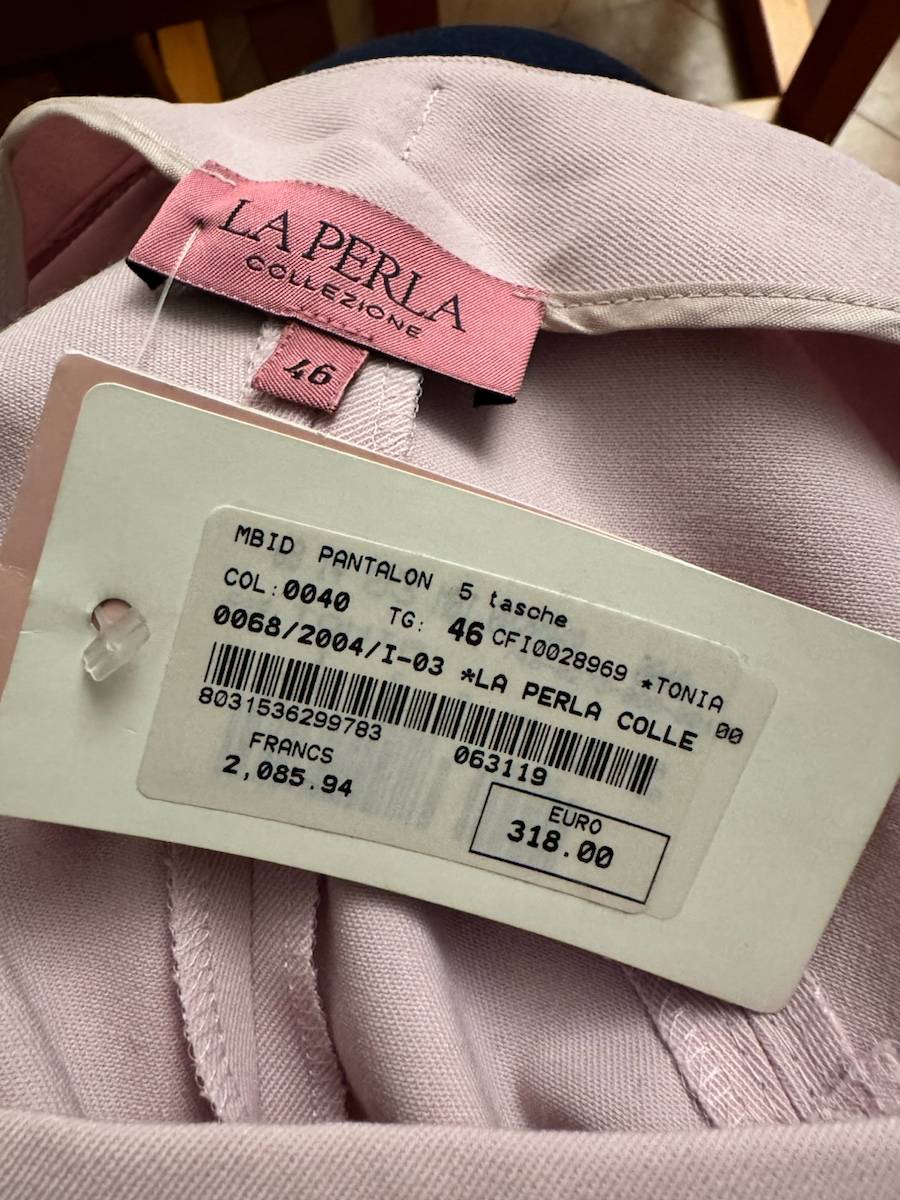 LA PERLA
COLLEZIONE
46
MBID PANTALON 5 tasche
COL:0040 TG: 46 CFI0028969 *TONIA
0068/2004/I-03 *LA PERLA COLLE 00
8031536299783 063119
FRANCS EURO
2,085.94 318.00